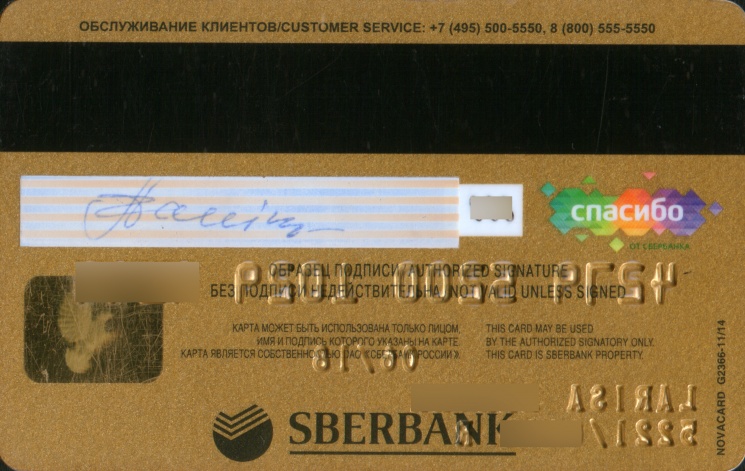 ОБСЛУЖИВАНИЕ КЛИЕНТОВ/CUSTOMER SERVICE: +7 (495) 500-5550, 8 (800) 555-5550
спасибо
ОТ СБЕРБАНКА
ОБРАЗЕЦ ПОДПИСИ/AUTHORIZED SIGNATURE
БЕЗ ПОДПИСИ НЕДЕЙСТВИТЕЛЬНА/NOT VALID UNLESS SIGNED
КАРТА МОЖЕТ БЫТЬ ИСПОЛЬЗОВАНА ТОЛЬКО ЛИЦОМ,
ИМЯ И ПОДПИСЬ КОТОРОГО УКАЗАНЫ НА КАРТЕ.
КАРТА ЯВЛЯЕТСЯ СОБСТВЕННОСТЬЮ ОАО «СБЕРБАНК РОССИИ».
THIS CARD MAY BE USED
BY THE AUTHORIZED SIGNATORY ONLY.
THIS CARD IS SBERBANK PROPERTY.
LARISA
SBERBANK
NOVACARD G2366-11/14